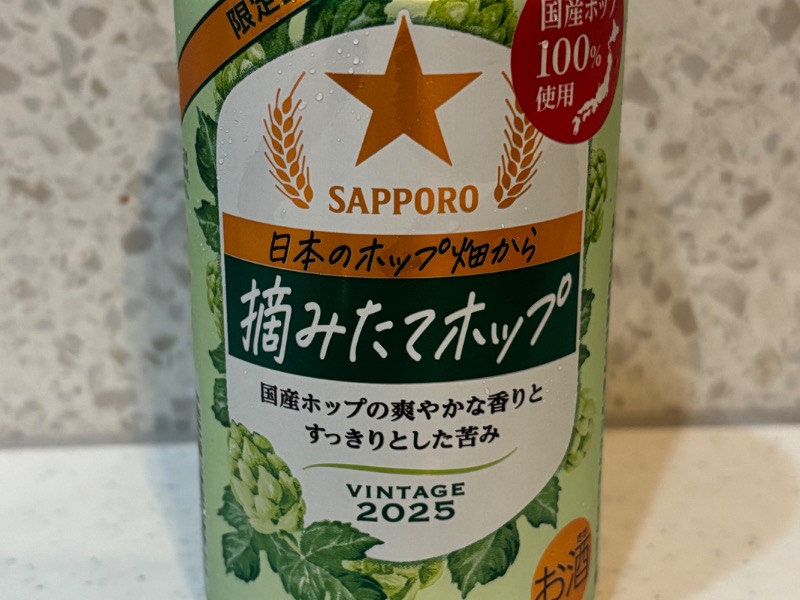 限定
国産ホップ
100%
使用
SAPPORO
日本のホップ畑から
摘みたてホップ
国産ホップの爽やかな香りと
すっきりとした苦み
VINTAGE
2025
お酒